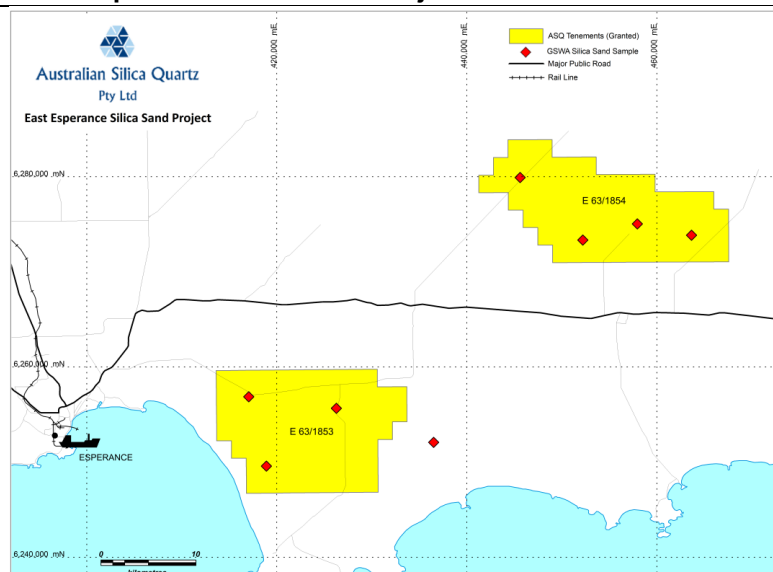 Australian Silica Quartz
Pty Ltd
East Esperance Silica Sand Project
ASQ Tenements (Granted)
GSWA Silica Sand Sample
Major Public Road
Rail Line
420,000 mE
440,000 mE
460,000 mE
6,280,000 mN
E 63/1854
6,260,000 mN
E 63/1853
ESPERANCE
6,240,000 mN
0 10
kilometres